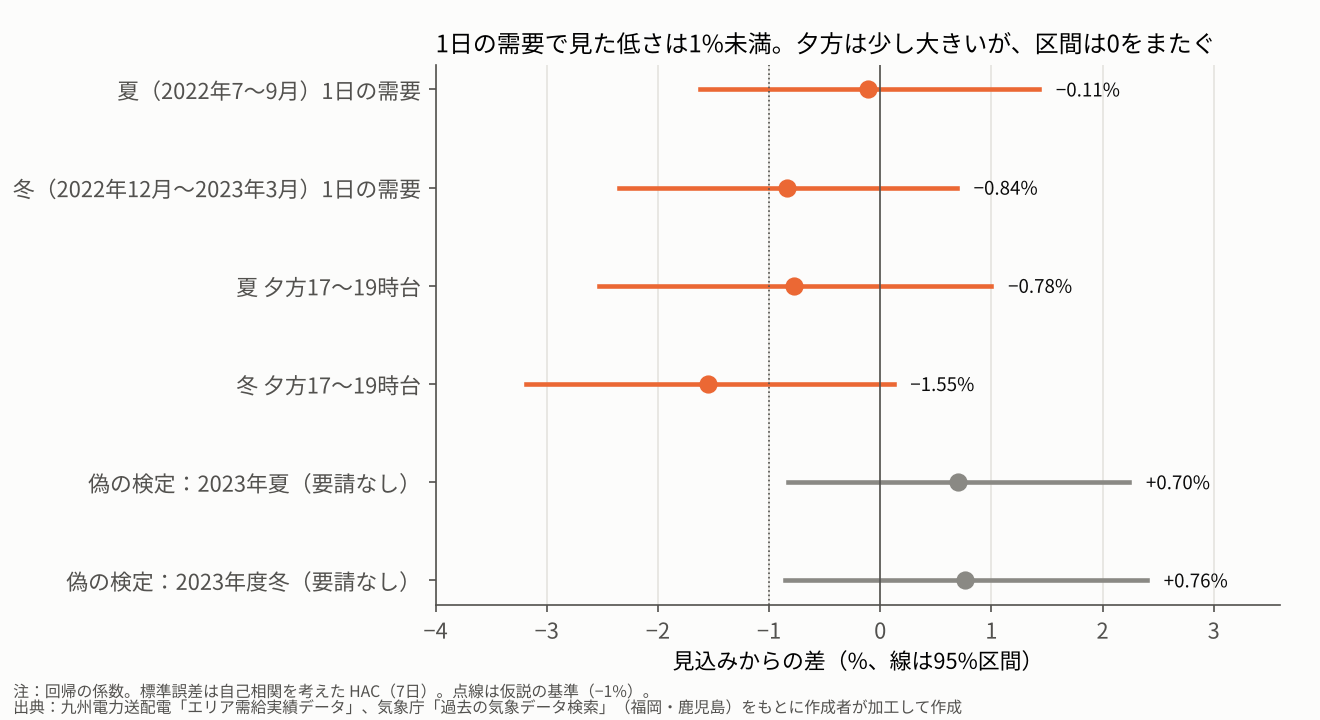 1日の需要で見た低さは1%未満。夕方は少し大きいが、区間は0をまたぐ
夏（2022年7～9月）1日の需要
−0.11%
冬（2022年12月～2023年3月）1日の需要
−0.84%
夏 夕方17～19時台
−0.78%
冬 夕方17～19時台
−1.55%
偽の検定：2023年夏（要請なし）
+0.70%
偽の検定：2023年度冬（要請なし）
+0.76%
−4 −3 −2 −1 0 1 2 3
見込みからの差（%、線は95%区間）
注：回帰の係数。標準誤差は自己相関を考えた HAC（7日）。点線は仮説の基準（−1%）。
出典：九州電力送配電「エリア需給実績データ」、気象庁「過去の気象データ検索」（福岡・鹿児島）をもとに作成者が加工して作成